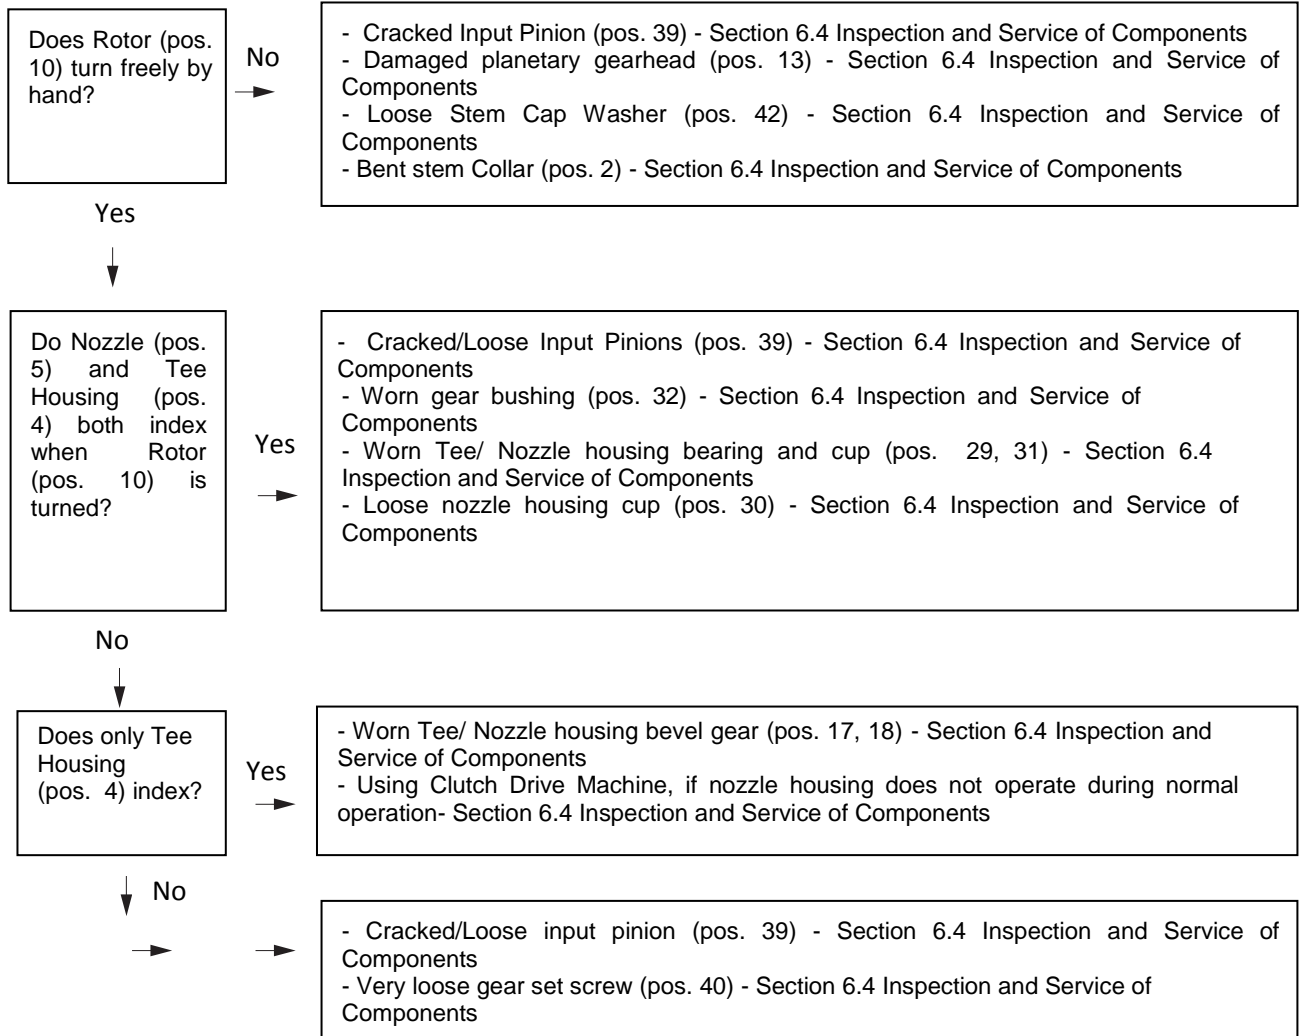 Does Rotor (pos.
10) turn freely by
hand?
No
- Cracked Input Pinion (pos. 39) - Section 6.4 Inspection and Service of Components
- Damaged planetary gearhead (pos. 13) - Section 6.4 Inspection and Service of
Components
- Loose Stem Cap Washer (pos. 42) - Section 6.4 Inspection and Service of
Components
- Bent stem Collar (pos. 2) - Section 6.4 Inspection and Service of Components
Yes
Do Nozzle (pos.
5) and Tee
Housing (pos.
4) both index
when Rotor
(pos. 10) is
turned?
Yes
- Cracked/Loose Input Pinions (pos. 39) - Section 6.4 Inspection and Service of
Components
- Worn gear bushing (pos. 32) - Section 6.4 Inspection and Service of
Components
- Worn Tee/ Nozzle housing bearing and cup (pos. 29, 31) - Section 6.4
Inspection and Service of Components
- Loose nozzle housing cup (pos. 30) - Section 6.4 Inspection and Service of
Components
No
Does only Tee
Housing
(pos. 4) index?
Yes
- Worn Tee/ Nozzle housing bevel gear (pos. 17, 18) - Section 6.4 Inspection and
Service of Components
- Using Clutch Drive Machine, if nozzle housing does not operate during normal
operation- Section 6.4 Inspection and Service of Components
No
- Cracked/Loose input pinion (pos. 39) - Section 6.4 Inspection and Service of
Components
- Very loose gear set screw (pos. 40) - Section 6.4 Inspection and Service of
Components